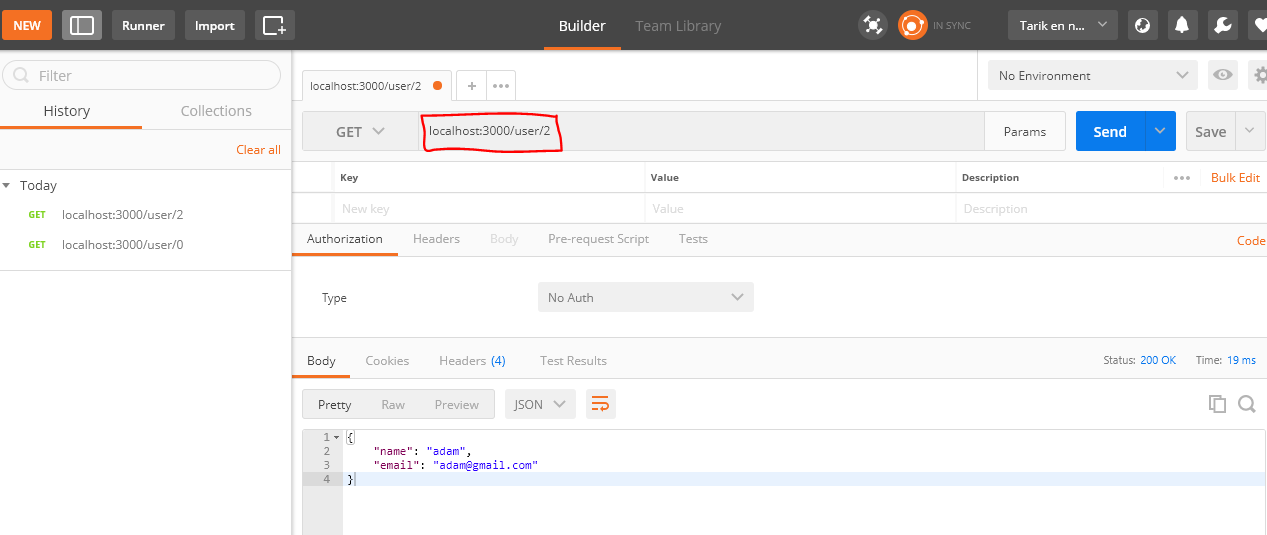 NEW Runner Import Builder Team Library IN SYNC Tarik en n...
Filter
History Collections
Clear all
Today
GET localhost:3000/user/2
GET localhost:3000/user/0
localhost:3000/user/2 + ••• No Environment
GET localhost:3000/user/2 Params Send Save
Key Value Description ••• Bulk Edit
New key Value Description
Authorization Headers Body Pre-request Script Tests Code
Type No Auth
Body Cookies Headers (4) Test Results Status: 200 OK Time: 19 ms
Pretty Raw Preview JSON
1 {
2 "name": "adam",
3 "email": "adam@gmail.com"
4 }